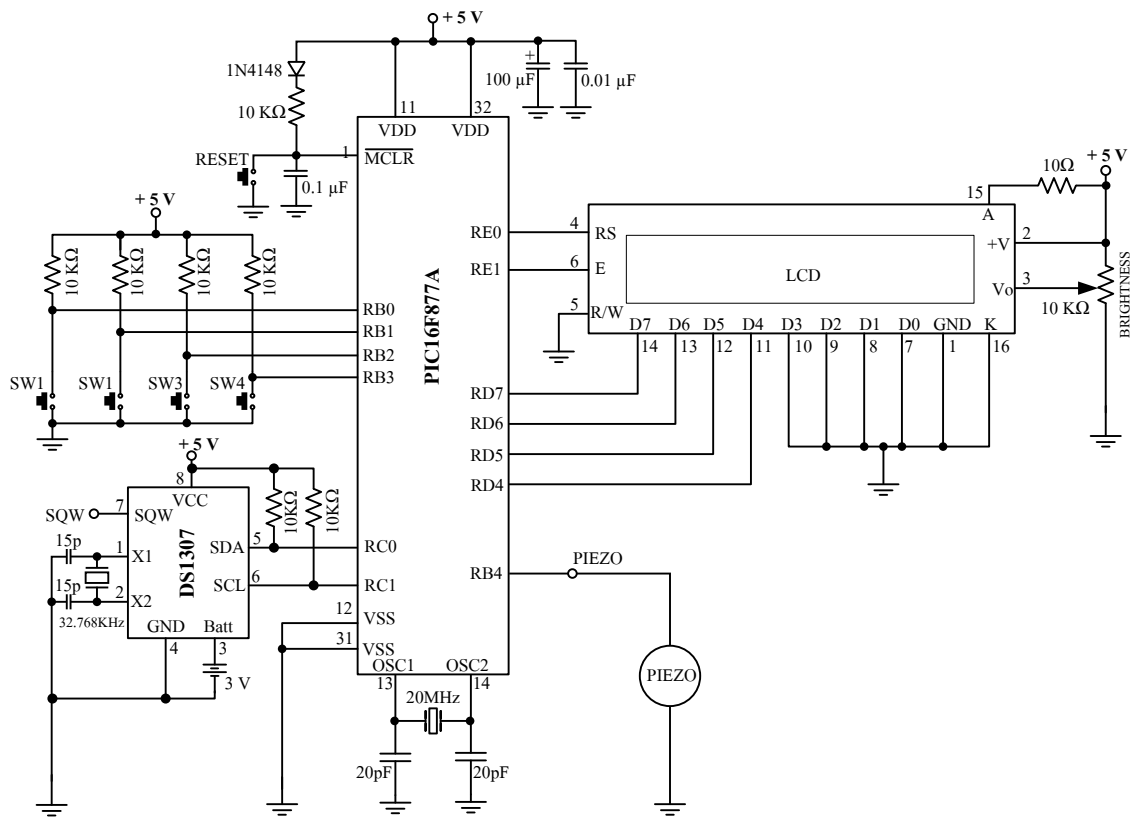 + 5 V
1N4148
10 KΩ
+
100 µF
0.01 µF
11
32
VDD
VDD
RESET
1
MCLR
0.1 µF
+ 5 V
10 KΩ
10 KΩ
10 KΩ
10 KΩ
RB0
RB1
RB2
RB3
SW1
SW1
SW3
SW4
PIC16F877A
RE0
RE1
RD7
RD6
RD5
RD4
RB4
4
RS
6
E
5
R/W
LCD
15
A
10Ω
+ 5 V
+V
2
Vo
3
10 KΩ
BRIGHTNESS
D7
D6
D5
D4
D3
D2
D1
D0
GND
K
14
13
12
11
10
9
8
7
1
16
+ 5 V
8
VCC
10KΩ
10KΩ
SQW
7
SQW
DS1307
15p
1
X1
15p
2
X2
32.768KHz
SDA
5
RC0
SCL
6
RC1
GND
Batt
4
3
3 V
12
VSS
31
VSS
OSC1
OSC2
13
14
20MHz
20pF
20pF
PIEZO
PIEZO